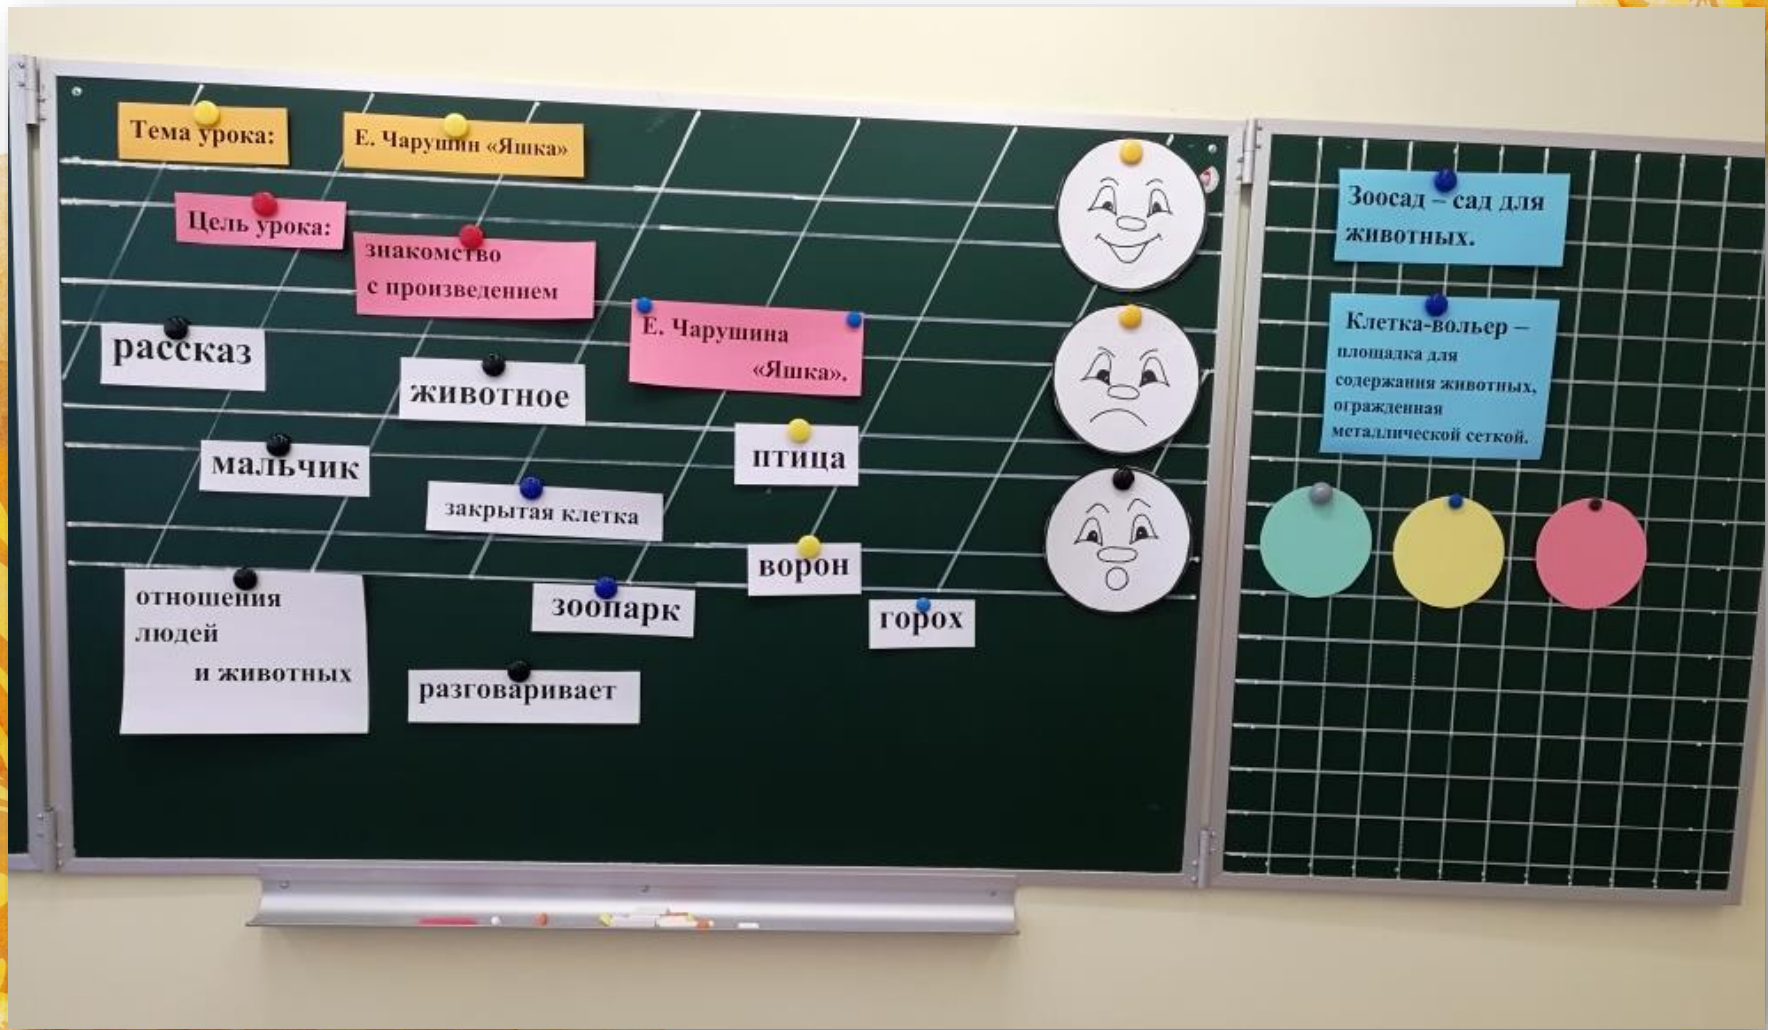 Тема урока:
Е. Чарушин «Яшка»
Цель урока:
знакомство
с произведением
Е. Чарушина
«Яшка».
рассказ
животное
птица
мальчик
закрытая клетка
ворон
отношения
людей
и животных
зоопарк
горох
разговаривает
Зоосад – сад для
животных.
Клетка-вольер –
площадка для
содержания животных,
огражденная
металлической сеткой.